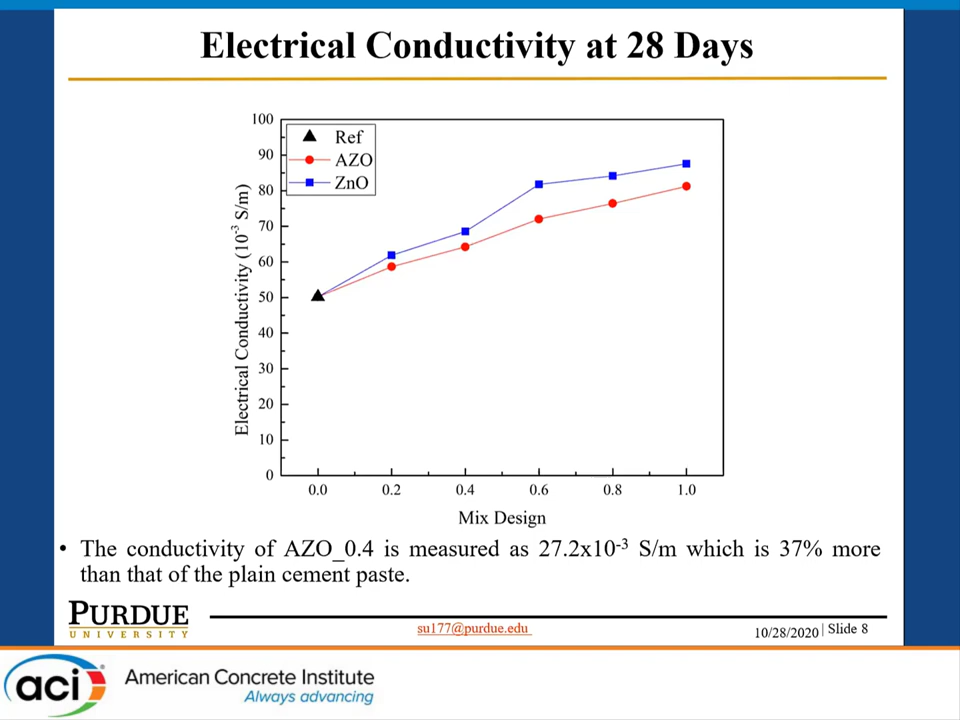 Electrical Conductivity at 28 Days
Ref
AZO
ZnO
Electrical Conductivity (10-3 S/m)
100
90
80
70
60
50
40
30
20
10
0
0.0 0.2 0.4 0.6 0.8 1.0
Mix Design
• The conductivity of AZO_0.4 is measured as 27.2x10-3 S/m which is 37% more
than that of the plain cement paste.
PURDUE
UNIVERSITY
su177@purdue.edu
10/28/2020 | Slide 8
aci
American Concrete Institute
Always advancing